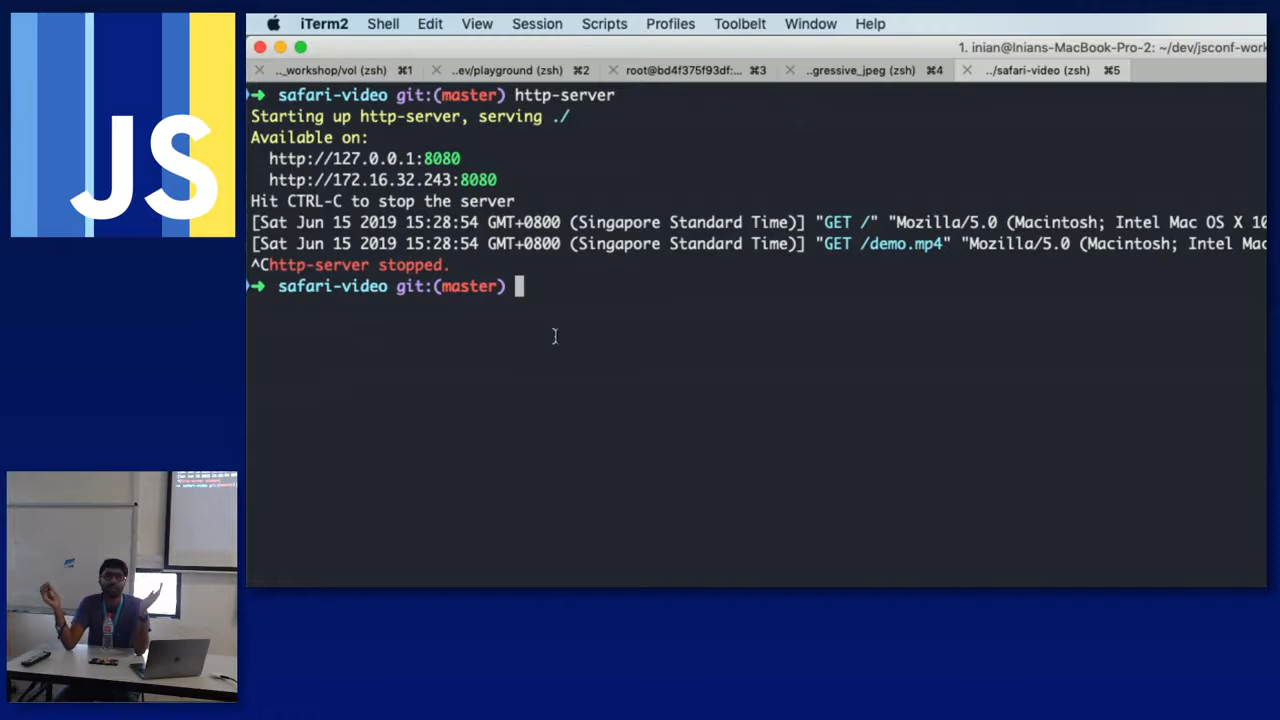 JS
iTerm2 Shell Edit View Session Scripts Profiles Toolbelt Window Help
1. inian@Inians-MacBook-Pro-2: ~/dev/jsconf-work
.._workshop/vol (zsh) ⌘1 ..ev/playground (zsh) ⌘2 root@bd4f375f93df:... ⌘3 ..gressive_jpeg (zsh) ⌘4 ../safari-video (zsh) ⌘5
➜ safari-video git:(master) http-server
Starting up http-server, serving ./
Available on:
http://127.0.0.1:8080
http://172.16.32.243:8080
Hit CTRL-C to stop the server
[Sat Jun 15 2019 15:28:54 GMT+0800 (Singapore Standard Time)] "GET /" "Mozilla/5.0 (Macintosh; Intel Mac OS X 10
[Sat Jun 15 2019 15:28:54 GMT+0800 (Singapore Standard Time)] "GET /demo.mp4" "Mozilla/5.0 (Macintosh; Intel Mac
^Chttp-server stopped.
➜ safari-video git:(master)